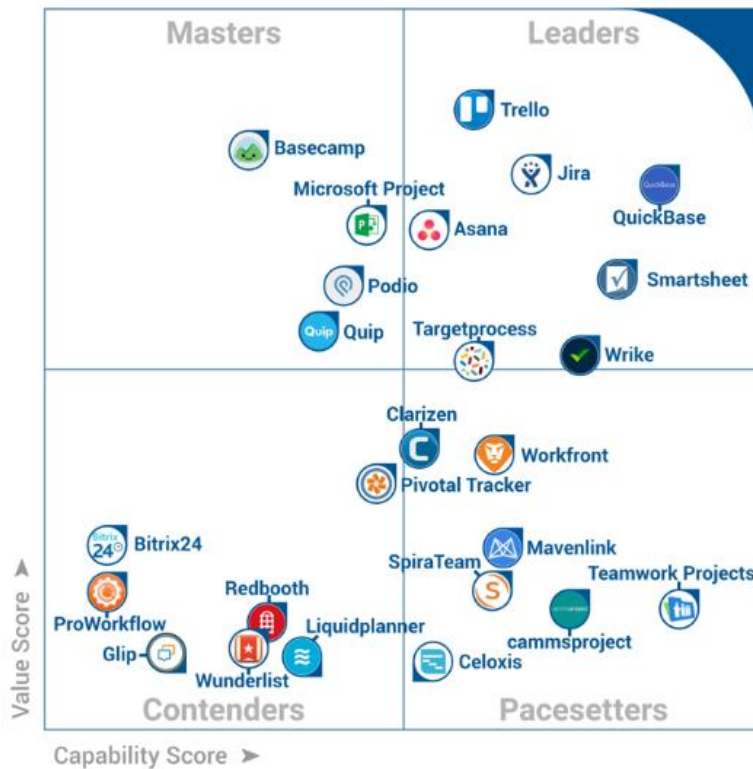 Masters
Leaders
Trello
Basecamp
Jira
QuickBase
Microsoft Project
QuickBase
Asana
Podio
Smartsheet
Quip
Quip
Targetprocess
Wrike
Clarizen
C
Workfront
Pivotal Tracker
Bitrix
24
Bitrix24
Mavenlink
SpiraTeam
S
Teamwork Projects
Redbooth
ProWorkflow
Liquidplanner
cammsproject
Glip
Wunderlist
Celoxis
Contenders
Pacesetters
Value Score
Capability Score